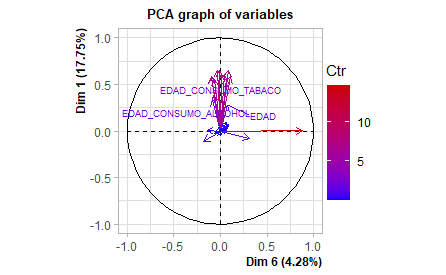 PCA graph of variables
Dim 1 (17.75%)
1.0
0.5
0.0
-0.5
-1.0
EDAD_CONSUMO_TABACO
EDAD_CONSUMO_ALCOHOL
EDAD
-1.0 -0.5 0.0 0.5 1.0
Dim 6 (4.28%)
Ctr
10
5